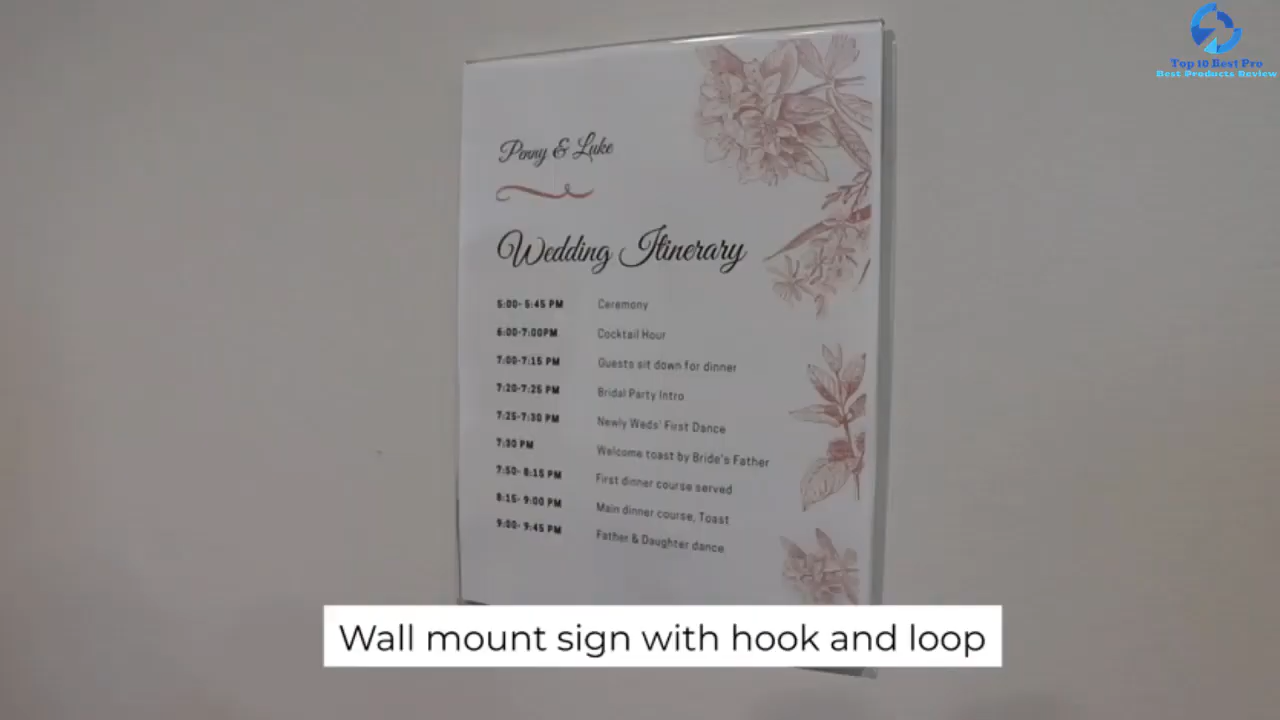 Top 10 Best Pro
Best Products Review
Penny & Luke
Wedding Itinerary
5:00- 5:45 PM Ceremony
6:00-7:00PM Cocktail Hour
7:00-7:15 PM Guests sit down for dinner
7:20-7:25 PM Bridal Party Intro
7:25-7:30 PM Newly Weds' First Dance
7:30 PM Welcome toast by Bride's Father
7:50- 8:15 PM First dinner course served
8:15- 9:00 PM Main dinner course, Toast
9:00- 9:45 PM Father & Daughter dance
Wall mount sign with hook and loop